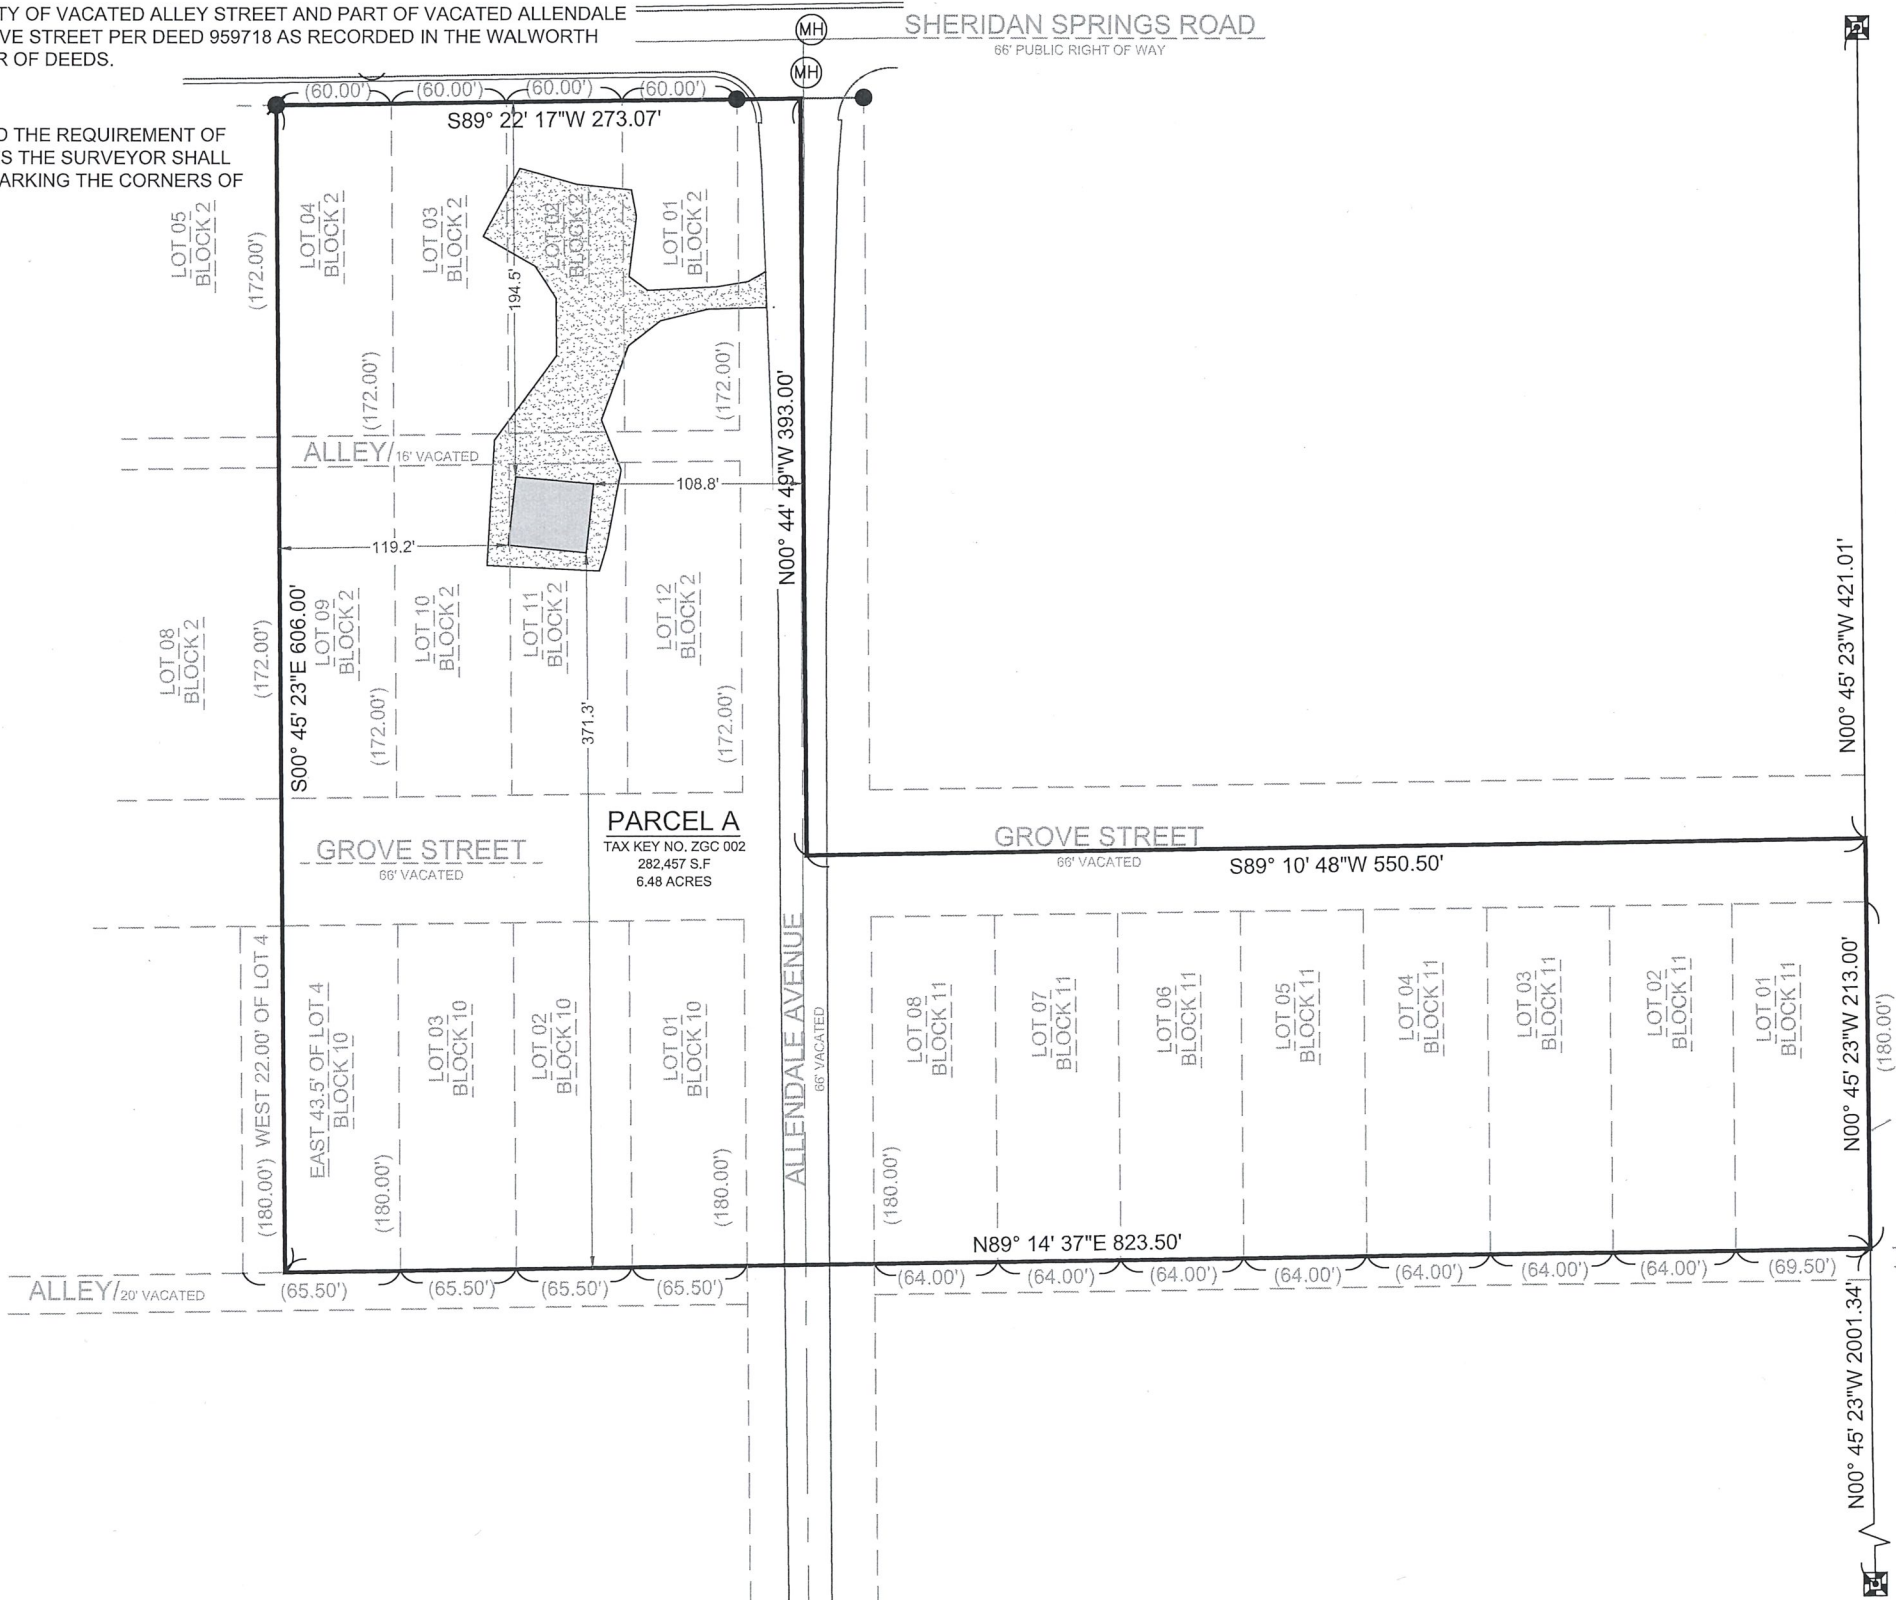 TY OF VACATED ALLEY STREET AND PART OF VACATED ALLENDALE
VE STREET PER DEED 959718 AS RECORDED IN THE WALWORTH
R OF DEEDS.
D THE REQUIREMENT OF
S THE SURVEYOR SHALL
ARKING THE CORNERS OF
MH
MH
SHERIDAN SPRINGS ROAD
66' PUBLIC RIGHT OF WAY
(60.00')
(60.00')
(60.00')
(60.00')
S89° 22' 17"W 273.07'
LOT 05
BLOCK 2
(172.00')
LOT 04
BLOCK 2
LOT 03
BLOCK 2
LOT 02
BLOCK 2
LOT 01
BLOCK 2
194.5'
(172.00')
(172.00')
N00° 44' 49"W 393.00'
ALLEY/16' VACATED
108.8'
119.2'
N00° 45' 23"W 421.01'
LOT 08
BLOCK 2
(172.00')
S00° 45' 23"E 606.00'
LOT 09
BLOCK 2
LOT 10
BLOCK 2
LOT 11
BLOCK 2
LOT 12
BLOCK 2
(172.00')
371.3'
(172.00')
PARCEL A
TAX KEY NO. ZGC 002
282,457 S.F
6.48 ACRES
GROVE STREET
66' VACATED
GROVE STREET
66' VACATED
S89° 10' 48"W 550.50'
(180.00') WEST 22.00' OF LOT 4
EAST 43.5' OF LOT 4
BLOCK 10
(180.00')
LOT 03
BLOCK 10
LOT 02
BLOCK 10
LOT 01
BLOCK 10
(180.00')
ALLENDALE AVENUE
66' VACATED
(180.00')
LOT 08
BLOCK 11
LOT 07
BLOCK 11
LOT 06
BLOCK 11
LOT 05
BLOCK 11
LOT 04
BLOCK 11
LOT 03
BLOCK 11
LOT 02
BLOCK 11
LOT 01
BLOCK 11
N00° 45' 23"W 213.00'
(180.00')
N89° 14' 37"E 823.50'
ALLEY/20' VACATED
(65.50')
(65.50')
(65.50')
(65.50')
(64.00')
(64.00')
(64.00')
(64.00')
(64.00')
(64.00')
(64.00')
(69.50')
N00° 45' 23"W 2001.34'